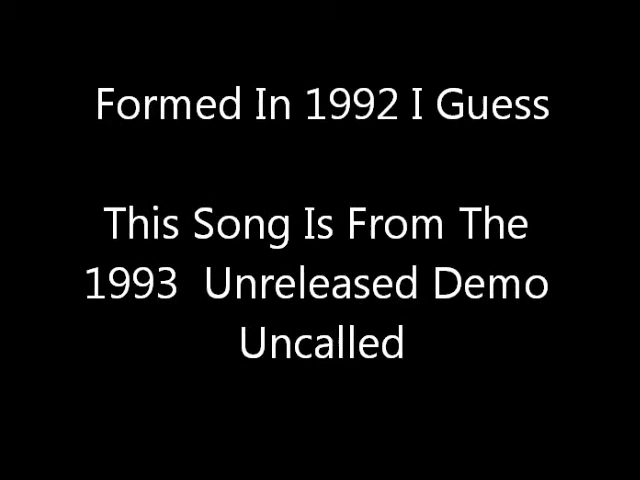 Formed In 1992 I Guess
This Song Is From The
1993  Unreleased Demo
Uncalled